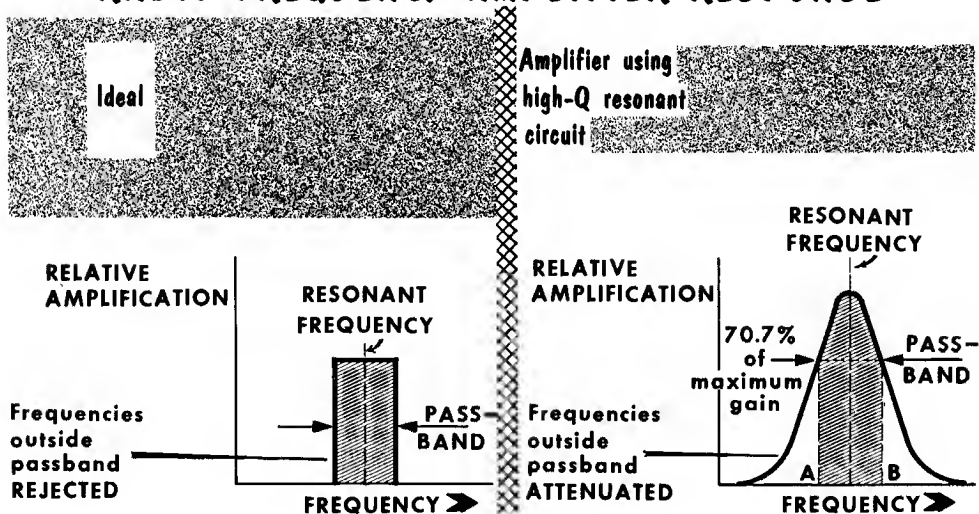 Ideal
RELATIVE
AMPLIFICATION
RESONANT
FREQUENCY
PASS-
BAND
Frequencies
outside
passband
REJECTED
FREQUENCY
Amplifier using
high-Q resonant
circuit
RESONANT
FREQUENCY
RELATIVE
AMPLIFICATION
70.7%
of
maximum
gain
PASS-
BAND
Frequencies
outside
passband
ATTENUATED
A
B
FREQUENCY